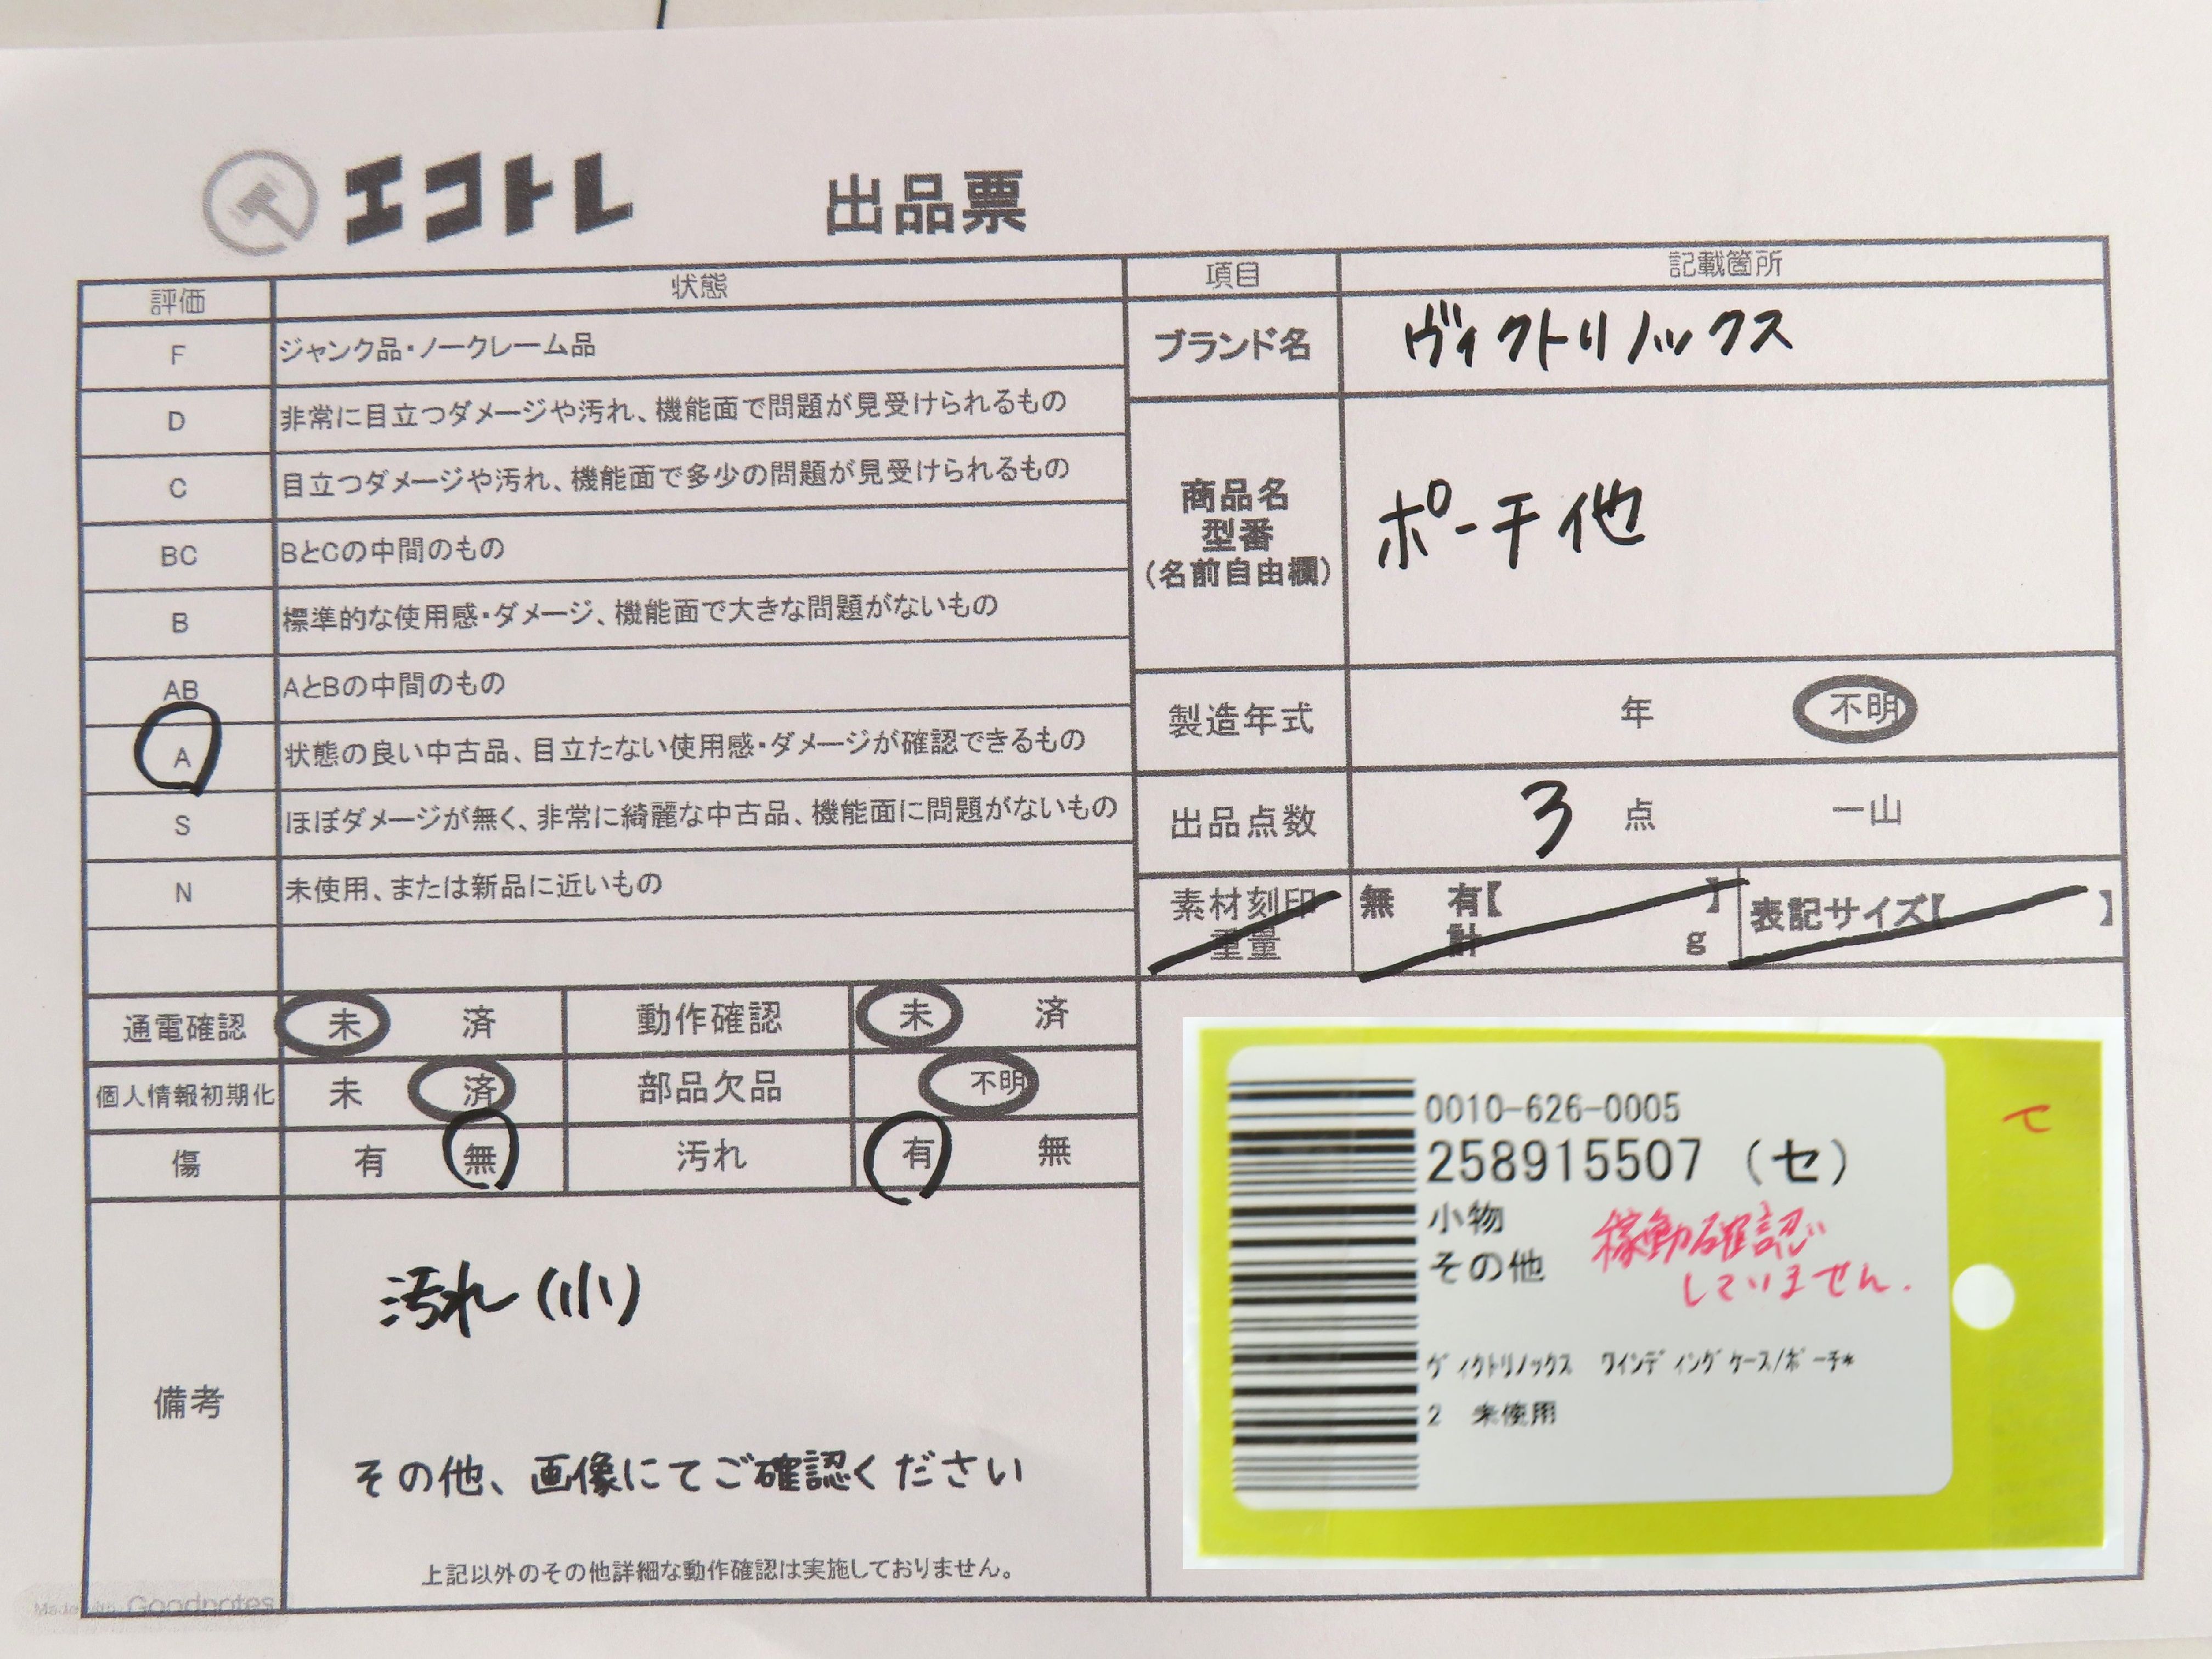 エコトレ 出品票
評価 状態
F ジャンク品・ノークレーム品
D 非常に目立つダメージや汚れ、機能面で問題が見受けられるもの
C 目立つダメージや汚れ、機能面で多少の問題が見受けられるもの
BC BとCの中間のもの
B 標準的な使用感・ダメージ、機能面で大きな問題がないもの
AB AとBの中間のもの
A 状態の良い中古品、目立たない使用感・ダメージが確認できるもの
S ほぼダメージが無く、非常に綺麗な中古品、機能面に問題がないもの
N 未使用、または新品に近いもの
項目 記載箇所
ブランド名 ヴィクトリノックス
商品名
型番
(名前自由欄)
ポーチ他
製造年式 年 不明
出品点数 3 点 一山
素材刻印 無 有【 】 表記サイズ【 】
重量 計 g
通電確認 未 済 動作確認 未 済
個人情報初期化 未 済 部品欠品 不明
傷 有 無 汚れ 有 無
備考
汚れ(小)
その他、画像にてご確認ください
上記以外のその他詳細な動作確認は実施しておりません。
Made with Goodnotes
0010-626-0005
258915507 (セ)
小物
その他
稼動確認
していません.
ヴィクトリノックス ワインディングケース/ポーチ*
2 未使用
て